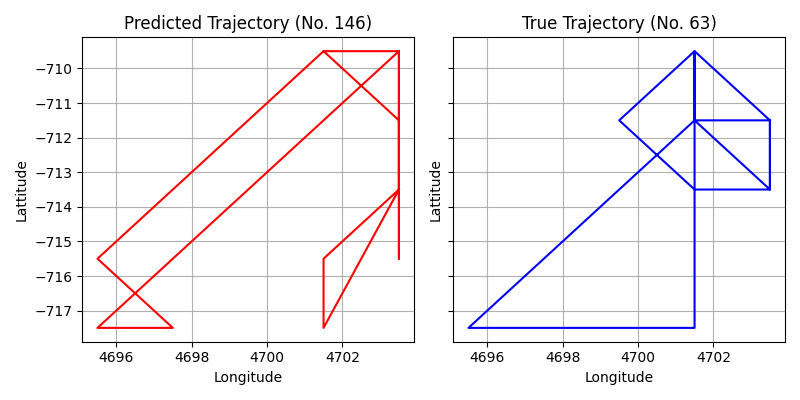 Predicted Trajectory (No. 146)
True Trajectory (No. 63)
Lattitude
−710
−711
−712
−713
−714
−715
−716
−717
4696 4698 4700 4702
Longitude
Lattitude
4696 4698 4700 4702
Longitude